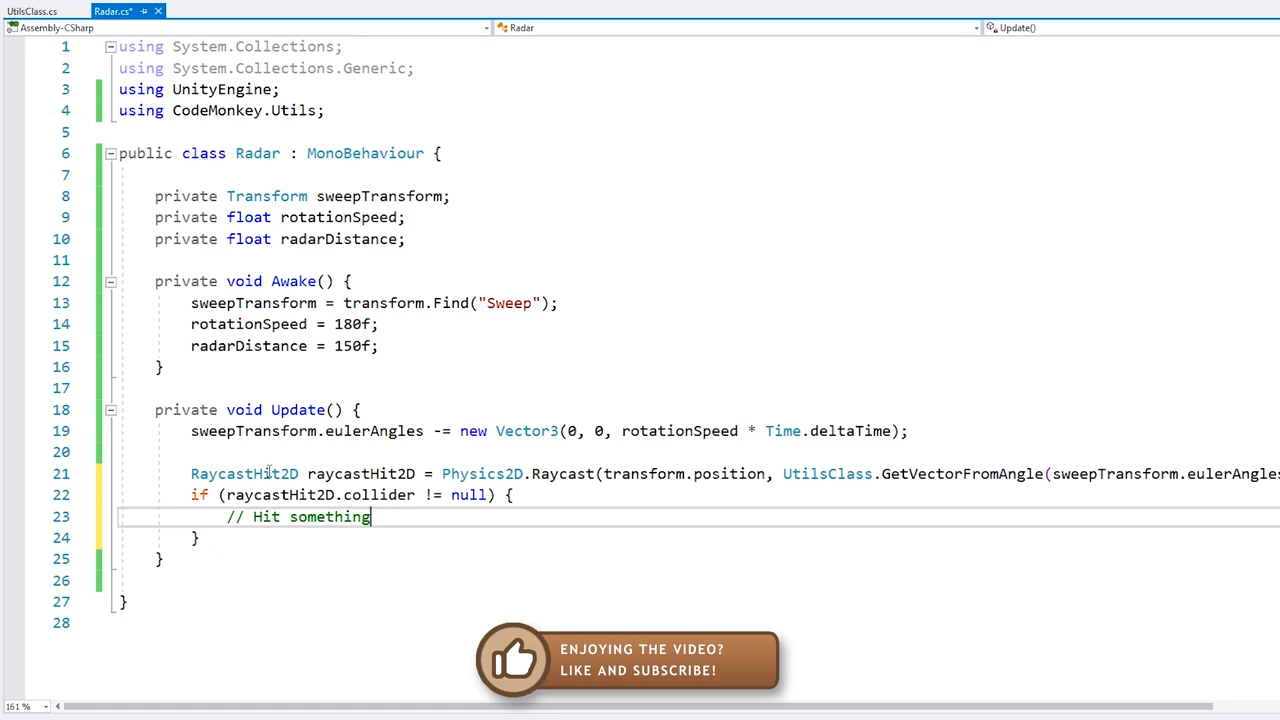 UtilsClass.cs
Radar.cs*
Assembly-CSharp
Radar
Update()
1 using System.Collections;
2 using System.Collections.Generic;
3 using UnityEngine;
4 using CodeMonkey.Utils;
5
6 public class Radar : MonoBehaviour {
7
8 private Transform sweepTransform;
9 private float rotationSpeed;
10 private float radarDistance;
11
12 private void Awake() {
13 sweepTransform = transform.Find("Sweep");
14 rotationSpeed = 180f;
15 radarDistance = 150f;
16 }
17
18 private void Update() {
19 sweepTransform.eulerAngles -= new Vector3(0, 0, rotationSpeed * Time.deltaTime);
20
21 RaycastHit2D raycastHit2D = Physics2D.Raycast(transform.position, UtilsClass.GetVectorFromAngle(sweepTransform.eulerAngles
22 if (raycastHit2D.collider != null) {
23 // Hit something
24 }
25 }
26
27 }
28
ENJOYING THE VIDEO?
LIKE AND SUBSCRIBE!
161 %